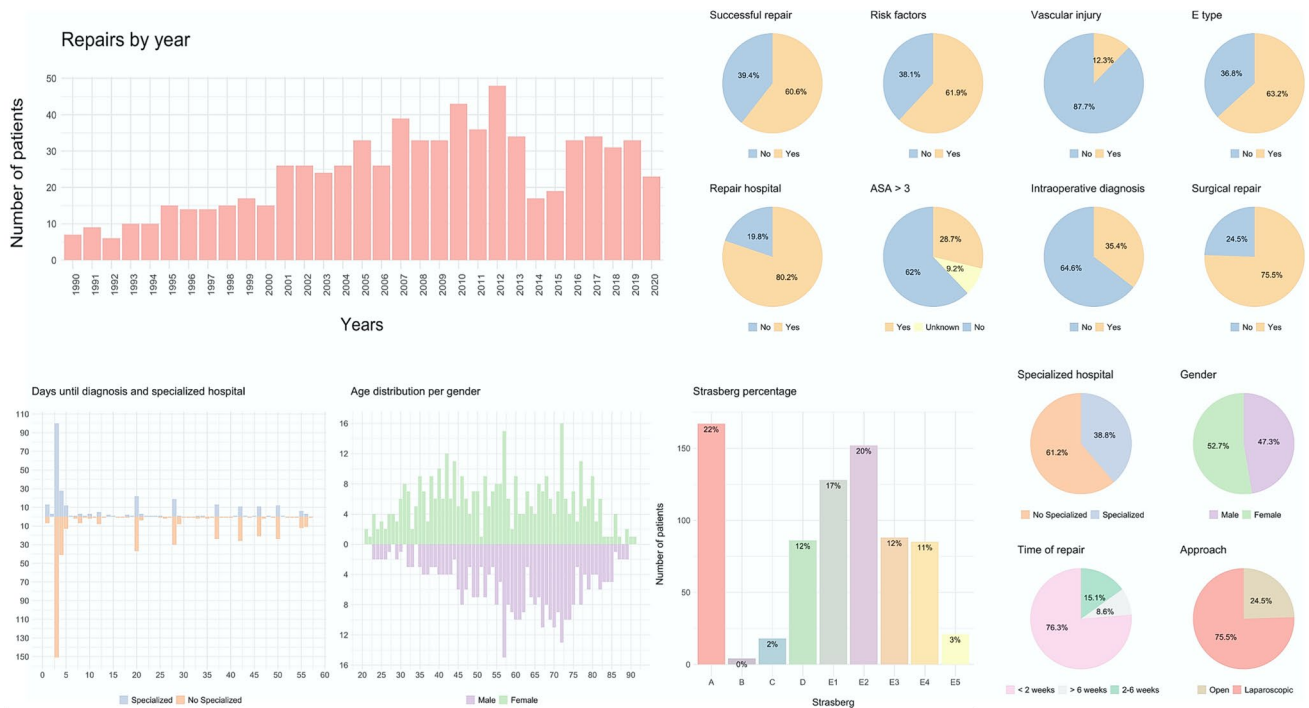 Repairs by year
Number of patients
50
40
30
20
10
0
1990 1991 1992 1993 1994 1995 1996 1997 1998 1999 2000 2001 2002 2003 2004 2005 2006 2007 2008 2009 2010 2011 2012 2013 2014 2015 2016 2017 2018 2019 2020
Years
Successful repair
39.4%
60.6%
No Yes
Risk factors
38.1%
61.9%
No Yes
Vascular injury
12.3%
87.7%
No Yes
E type
36.8%
63.2%
No Yes
Repair hospital
19.8%
80.2%
No Yes
ASA > 3
28.7%
9.2%
62%
Yes Unknown No
Intraoperative diagnosis
35.4%
64.6%
No Yes
Surgical repair
24.5%
75.5%
No Yes
Days until diagnosis and specialized hospital
110
90
70
50
30
10
10
30
50
70
90
110
130
150
0 5 10 15 20 25 30 35 40 45 50 55 60
Specialized No Specialized
Age distribution per gender
16
12
8
4
0
4
8
12
16
20 25 30 35 40 45 50 55 60 65 70 75 80 85 90
Male Female
Strasberg percentage
Number of patients
150
100
50
0
22%
0%
2%
12%
17%
20%
12%
11%
3%
A B C D E1 E2 E3 E4 E5
Strasberg
Specialized hospital
61.2%
38.8%
No Specialized Specialized
Gender
52.7%
47.3%
Male Female
Time of repair
15.1%
8.6%
76.3%
< 2 weeks > 6 weeks 2-6 weeks
Approach
24.5%
75.5%
Open Laparoscopic